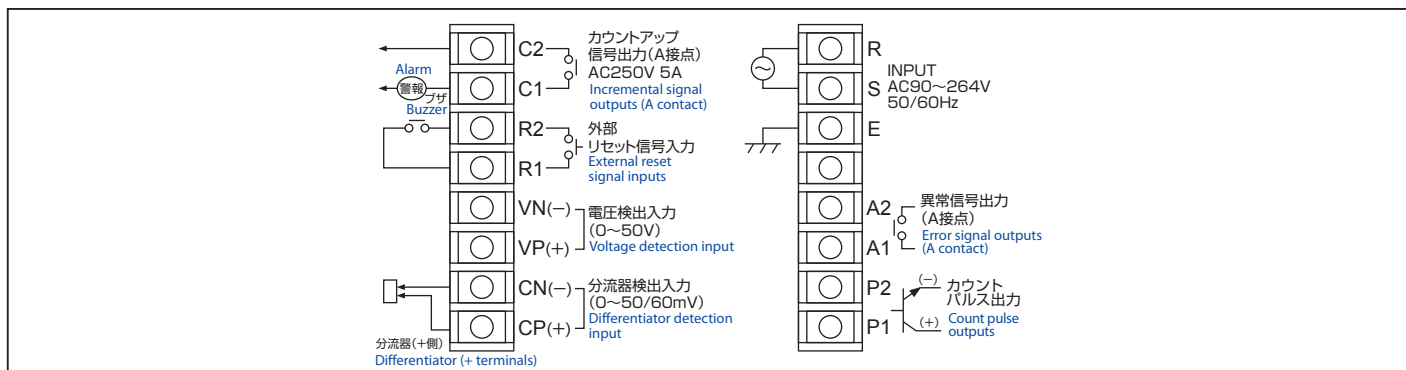 C2
カウントアップ
信号出力(A接点)
AC250V 5A
Incremental signal
outputs (A contact)
Alarm
警報
ブザ
Buzzer
C1
R2
外部
リセット信号入力
External reset
signal inputs
R1
VN(−)
電圧検出入力
(0～50V)
Voltage detection input
VP(+)
CN(−)
分流器検出入力
(0～50/60mV)
Differentiator detection
input
CP(+)
分流器(+側)
Differentiator (+ terminals)
R
INPUT
S AC90～264V
50/60Hz
E
A2
異常信号出力
(A接点)
Error signal outputs
(A contact)
A1
P2
(−)
カウント
パルス出力
Count pulse
outputs
P1
(+)